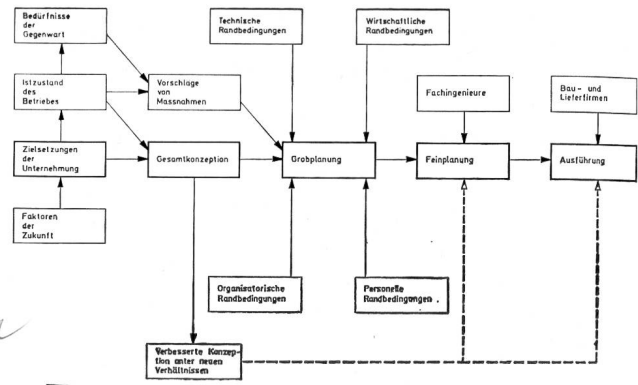 Bedürfnisse
der
Gegenwart
Technische
Randbedingungen
Wirtschaftliche
Randbedingungen
Istzustand
des
Betriebes
Vorschlage
von
Massnahmen
Fachingenieure
Bau- und
Lieferfirmen
Zielsetzungen
der
Unternehmung
Gesamtkonzeption
Grobplanung
Feinplanung
Ausführung
Faktoren
der
Zukunft
Organisatorische
Randbedingungen
Personelle
Randbedingungen
Verbesserte Konzep-
tion unter neuen
Verhältnissen